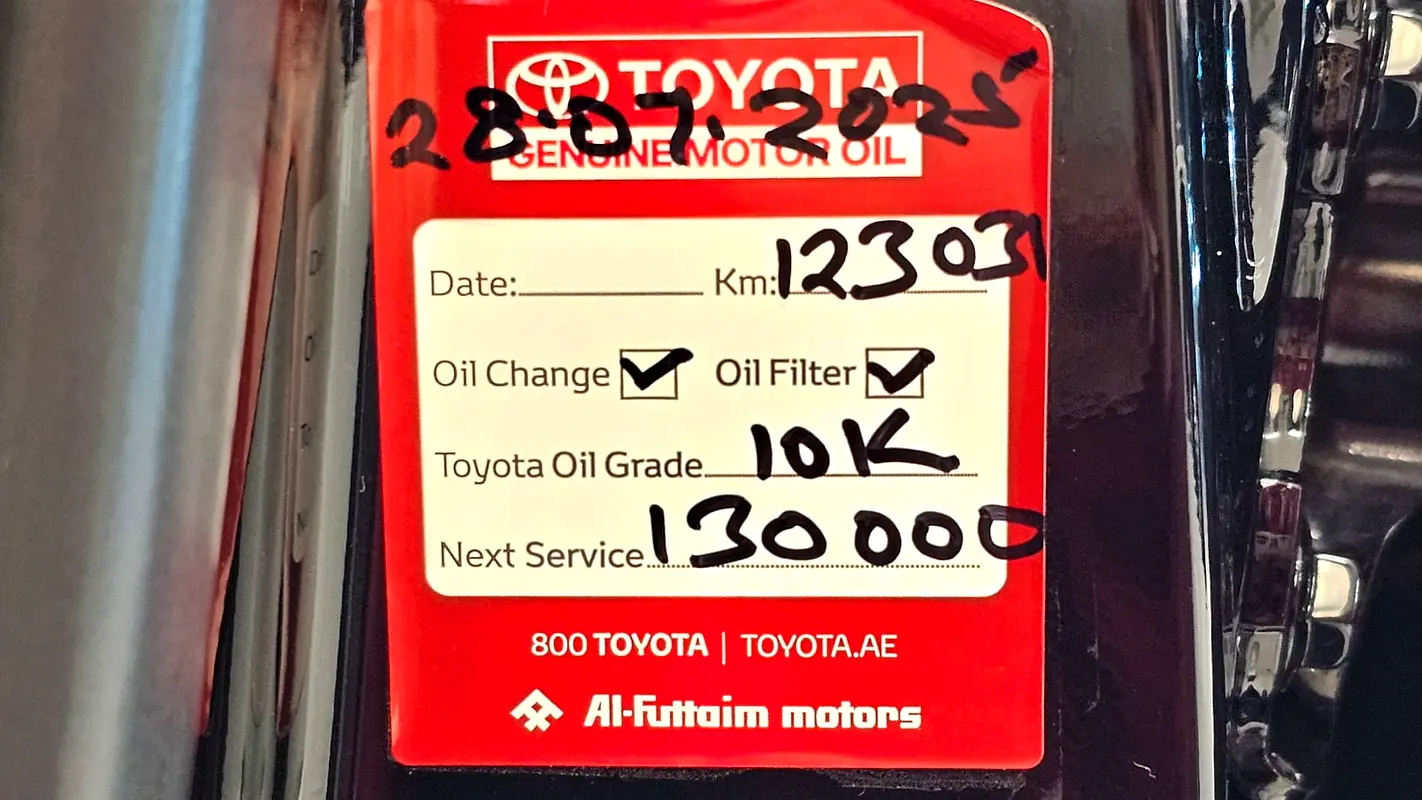 TOYOTA
28.07.2025
GENUINE MOTOR OIL
Date: Km: 123031
Oil Change ✔ Oil Filter ✔
Toyota Oil Grade 10K
Next Service 130000
800 TOYOTA | TOYOTA.AE
Al-Futtaim motors